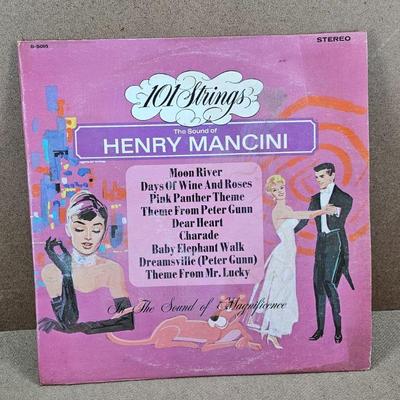 S-5015
STEREO
101 Strings
The Sound of
HENRY MANCINI
Moon River
Days Of Wine And Roses
Pink Panther Theme
Theme From Peter Gunn
Dear Heart
Charade
Baby Elephant Walk
Dreamsville (Peter Gunn)
Theme From Mr. Lucky
In The Sound of Magnificence